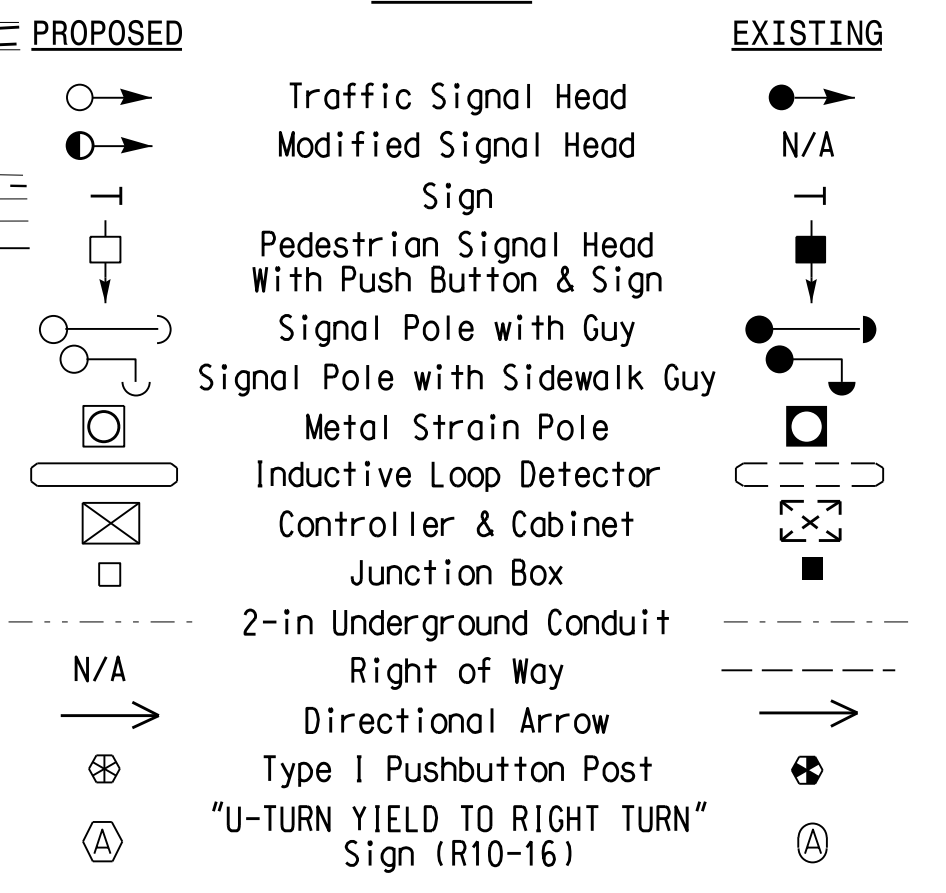 PROPOSED EXISTING
Traffic Signal Head
Modified Signal Head N/A
Sign
Pedestrian Signal Head
With Push Button & Sign
Signal Pole with Guy
Signal Pole with Sidewalk Guy
Metal Strain Pole
Inductive Loop Detector
Controller & Cabinet
Junction Box
2-in Underground Conduit
N/A Right of Way
Directional Arrow
Type I Pushbutton Post
"U-TURN YIELD TO RIGHT TURN"
A Sign (R10-16) A